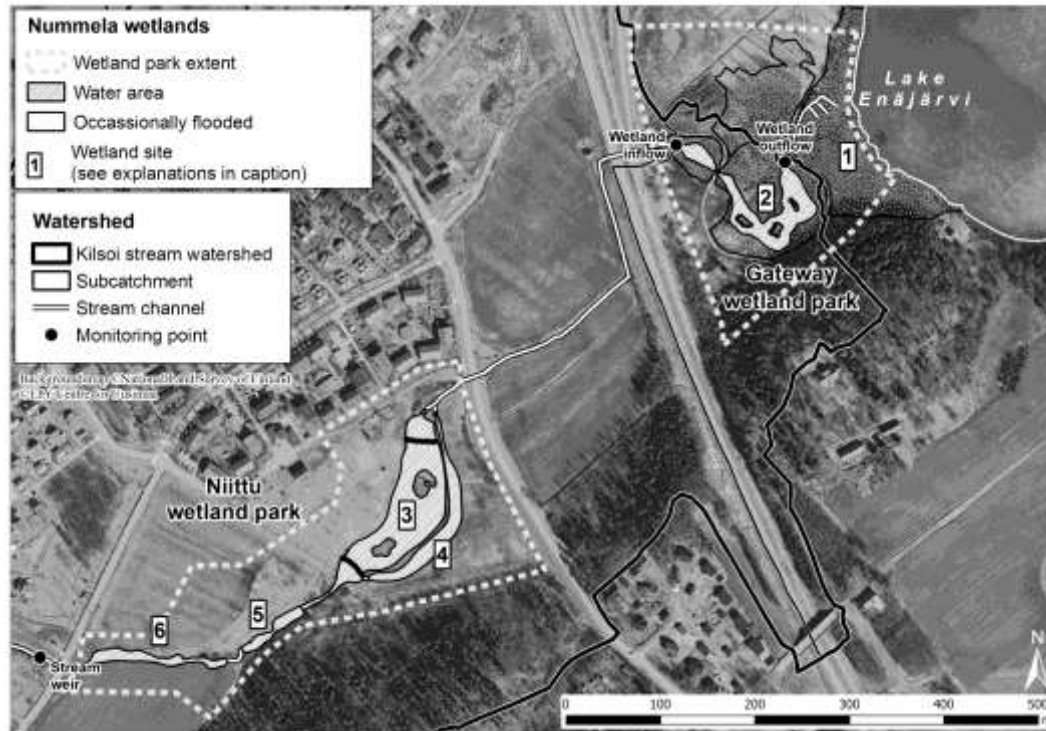 Nummela wetlands
Wetland park extent
Water area
Occassionally flooded
1 Wetland site
(see explanations in caption)
Watershed
Kilsoi stream watershed
Subcatchment
Stream channel
Monitoring point
Lake
Enäjärvi
Wetland
inflow
Wetland
outflow
1
2
Gateway
wetland park
Niittu
wetland park
3
4
5
6
Stream
weir
N
0 100 200 300 400 500
m